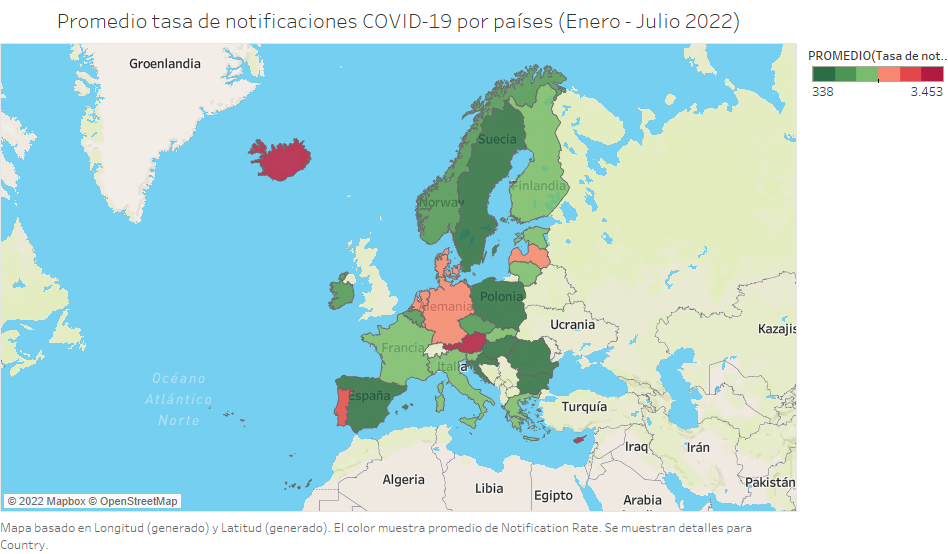 Promedio tasa de notificaciones COVID-19 por países (Enero - Julio 2022)
PROMEDIO(Tasa de not..
338 3.453
Groenlandia
Suecia
Finlandia
Norway
Alemania
Polonia
Ucrania
Kazajis
Francia
Italia
España
Océano
Atlántico
Norte
Turquía
Iraq
Irán
Pakistán
Argelia
Libia
Egipto
Arabia
© 2022 Mapbox © OpenStreetMap
Mapa basado en Longitud (generado) y Latitud (generado). El color muestra promedio de Notification Rate. Se muestran detalles para
Country.